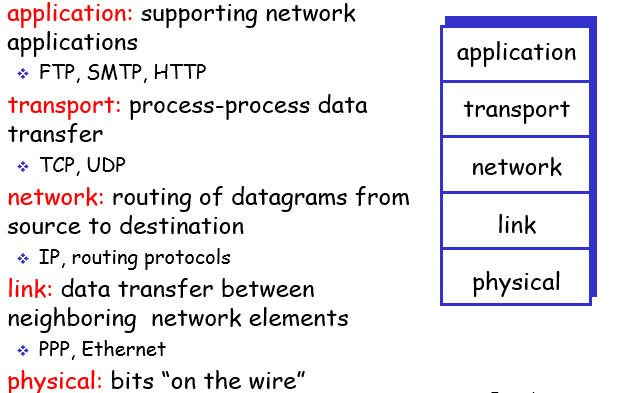 application: supporting network
applications
❖ FTP, SMTP, HTTP
transport: process-process data
transfer
❖ TCP, UDP
network: routing of datagrams from
source to destination
❖ IP, routing protocols
link: data transfer between
neighboring network elements
❖ PPP, Ethernet
physical: bits “on the wire”
application
transport
network
link
physical